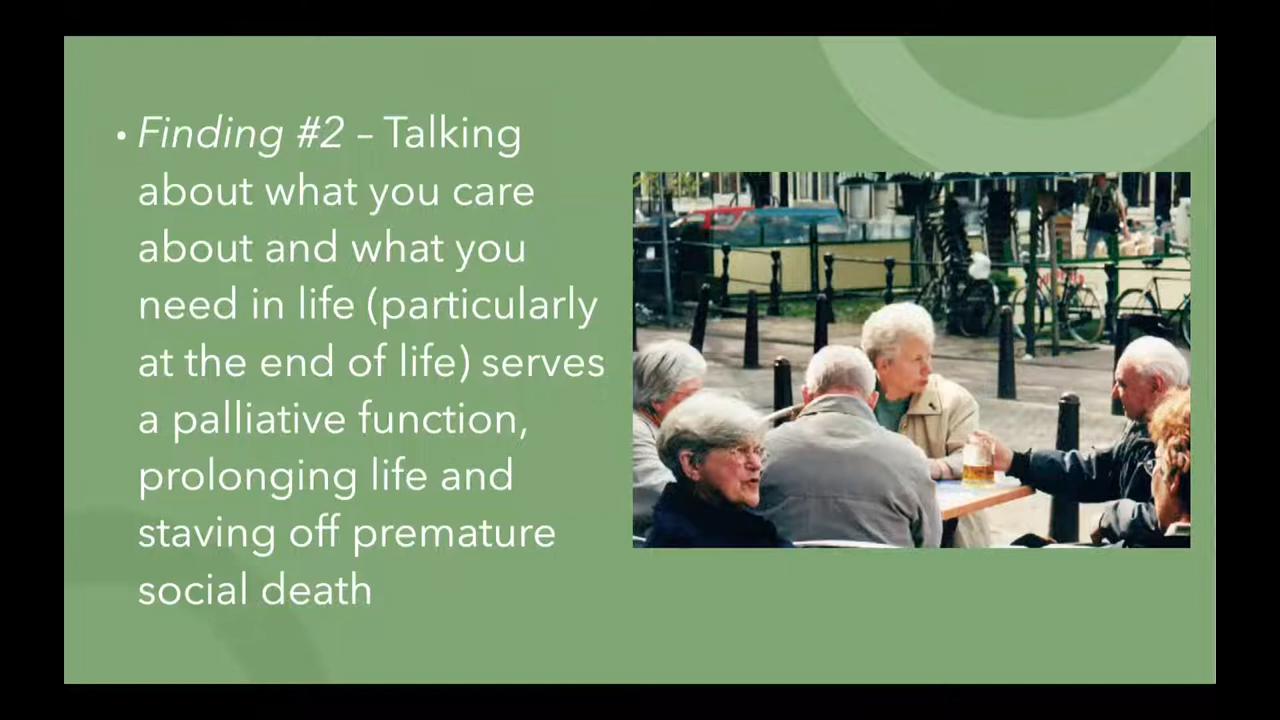 • Finding #2 – Talking
about what you care
about and what you
need in life (particularly
at the end of life) serves
a palliative function,
prolonging life and
staving off premature
social death